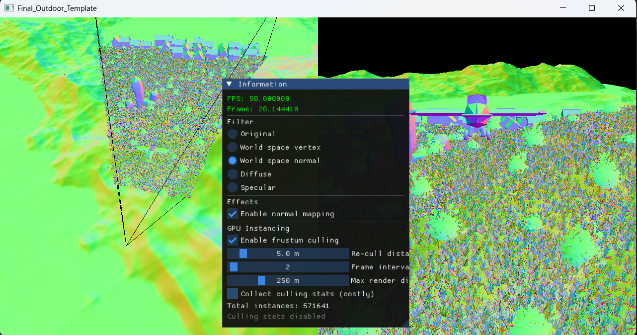 Final_Outdoor_Template
Information
FPS: 50.000000
Frame: 20.144418
Filter
Original
World space vertex
World space normal
Diffuse
Specular
Effects
Enable normal mapping
GPU Instancing
Enable frustum culling
5.0 m Re-cull dista
2 Frame interva
250 m Max render di
Collect culling stats (costly)
Total instances: 571641
Culling stats disabled